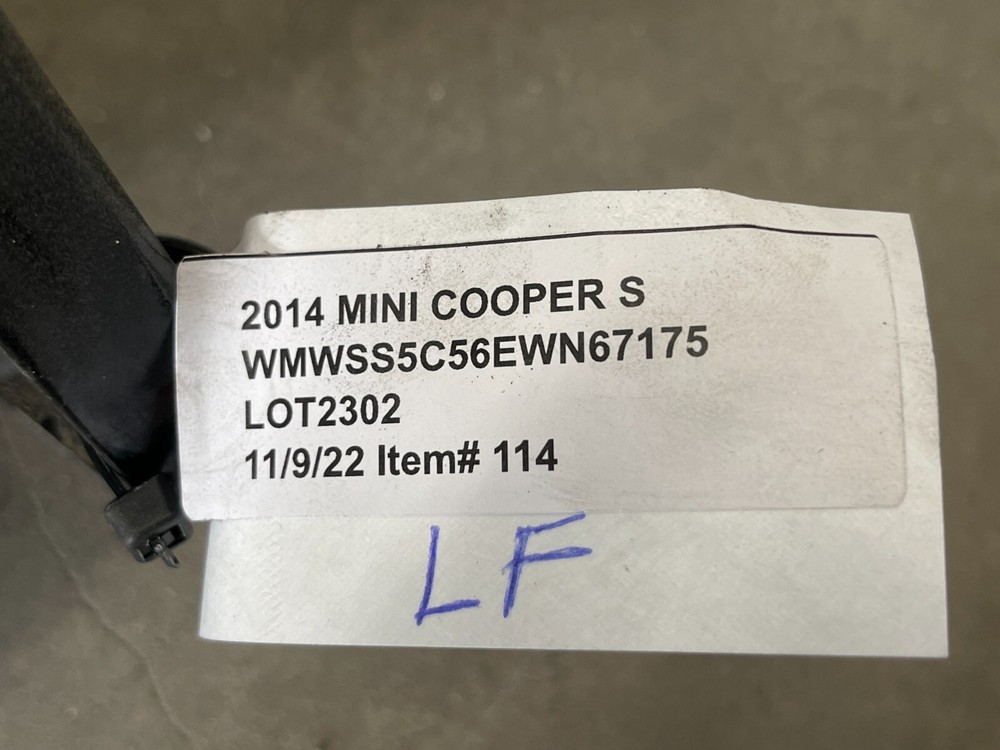 2014 MINI COOPER S
WMWSS5C56EWN67175
LOT2302
11/9/22 Item# 114
LF